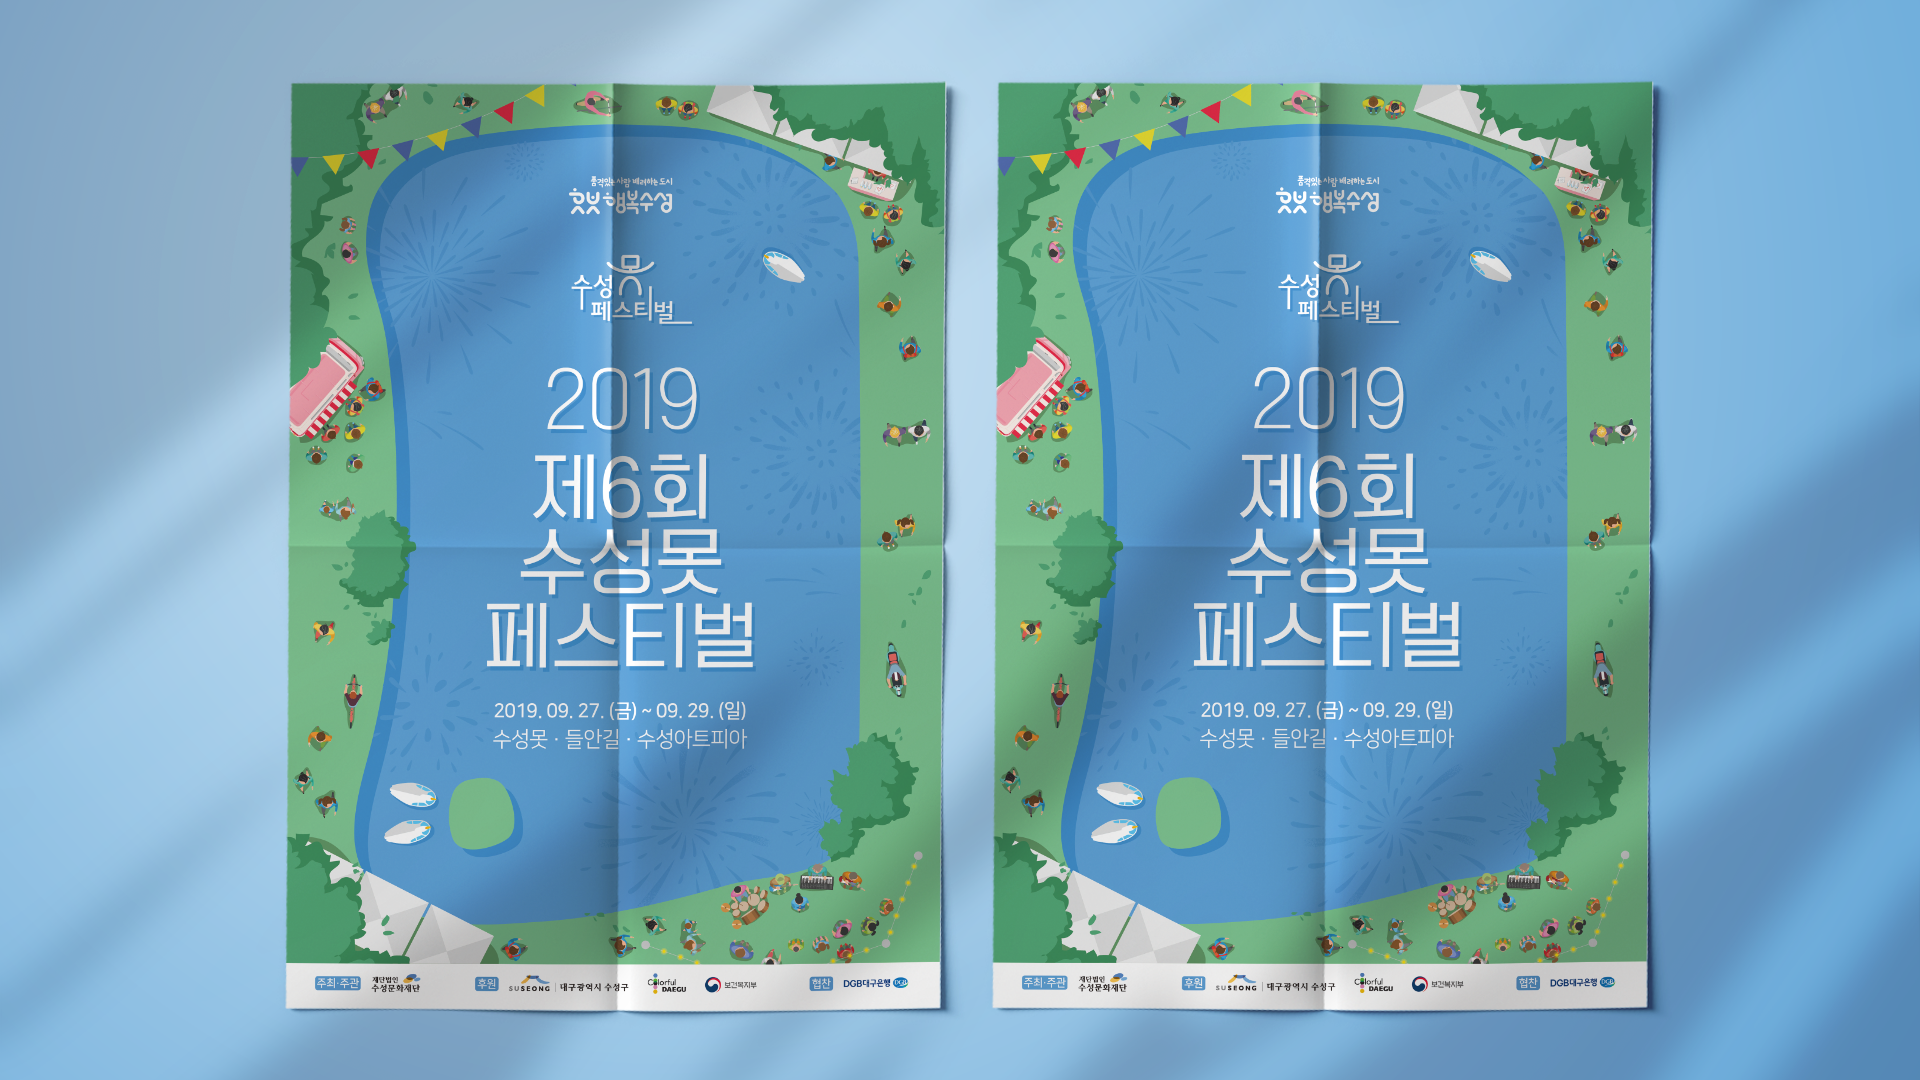 품격있는 사람 배려하는 도시
행복수성
수성못
페스티벌
2019
제6회
수성못
페스티벌
2019. 09. 27. (금) ~ 09. 29. (일)
수성못 · 들안길 · 수성아트피아
주최·주관
재단법인
수성문화재단
후원
SUSEONG | 대구광역시 수성구
Colorful
DAEGU
보건복지부
협찬
DGB대구은행
DGB
품격있는 사람 배려하는 도시
행복수성
수성못
페스티벌
2019
제6회
수성못
페스티벌
2019. 09. 27. (금) ~ 09. 29. (일)
수성못 · 들안길 · 수성아트피아
주최·주관
재단법인
수성문화재단
후원
SUSEONG | 대구광역시 수성구
Colorful
DAEGU
보건복지부
협찬
DGB대구은행
DGB